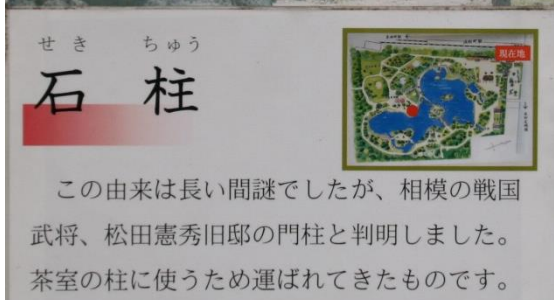 せき ちゅう
石柱
現在地
この由来は長い間謎でしたが、相模の戦国
武将、松田憲秀旧邸の門柱と判明しました。
茶室の柱に使うため運ばれてきたものです。